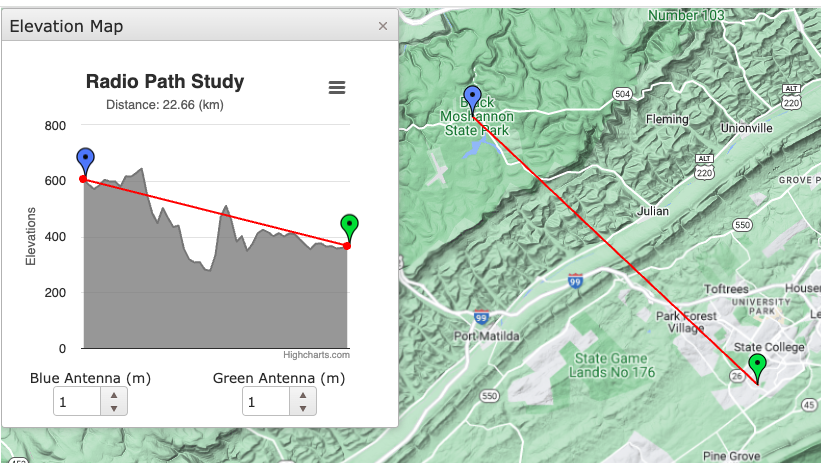 Elevation Map ×
Radio Path Study
Distance: 22.66 (km)
800
600
400
200
0
Elevations
Highcharts.com
Blue Antenna (m)
Green Antenna (m)
1
1
Number 103
504
ALT
220
Black
Moshannon
State Park
Fleming
Unionville
ALT
220
GROVE P
Julian
550
99
Toftrees
Houser
UNIVERSITY
PARK
99
Park Forest
Village
Port Matilda
State College
State Game
Lands No 176
26
550
45
Pine Grove